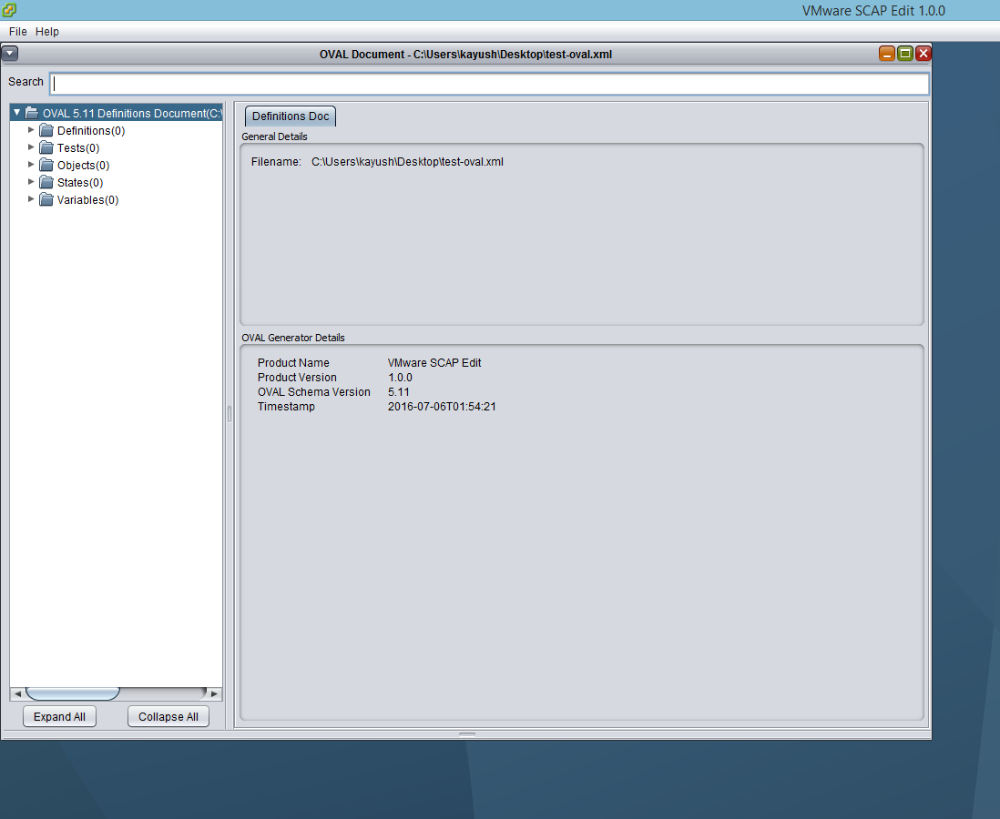 VMware SCAP Edit 1.0.0
File Help
OVAL Document - C:\Users\kayush\Desktop\test-oval.xml
Search
OVAL 5.11 Definitions Document(C:\
Definitions(0)
Tests(0)
Objects(0)
States(0)
Variables(0)
Expand All Collapse All
Definitions Doc
General Details
Filename: C:\Users\kayush\Desktop\test-oval.xml
OVAL Generator Details
Product Name VMware SCAP Edit
Product Version 1.0.0
OVAL Schema Version 5.11
Timestamp 2016-07-06T01:54:21